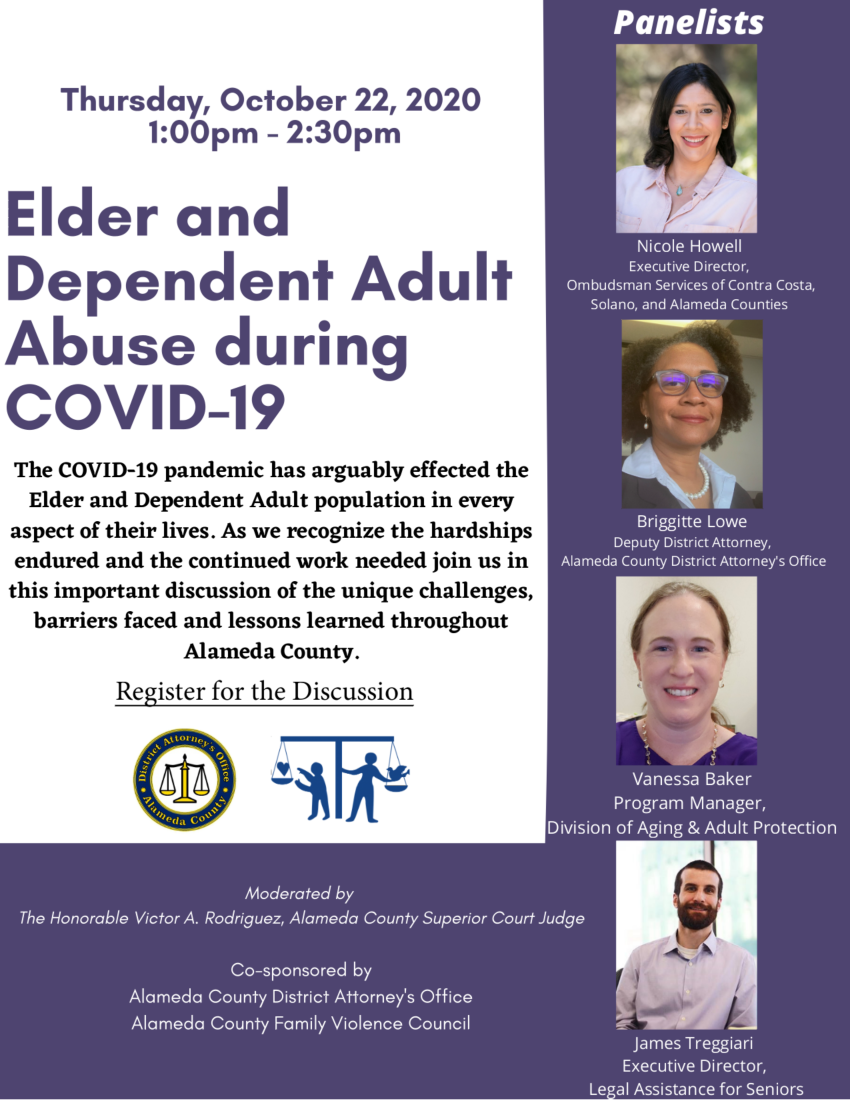 Thursday, October 22, 2020
1:00pm - 2:30pm
Elder and
Dependent Adult
Abuse during
COVID-19
The COVID-19 pandemic has arguably effected the
Elder and Dependent Adult population in every
aspect of their lives. As we recognize the hardships
endured and the continued work needed join us in
this important discussion of the unique challenges,
barriers faced and lessons learned throughout
Alameda County.
Register for the Discussion
District Attorney's Office
Alameda County
Moderated by
The Honorable Victor A. Rodriguez, Alameda County Superior Court Judge
Co-sponsored by
Alameda County District Attorney's Office
Alameda County Family Violence Council
Panelists
Nicole Howell
Executive Director,
Ombudsman Services of Contra Costa,
Solano, and Alameda Counties
Briggitte Lowe
Deputy District Attorney,
Alameda County District Attorney's Office
Vanessa Baker
Program Manager,
Division of Aging & Adult Protection
James Treggiari
Executive Director,
Legal Assistance for Seniors